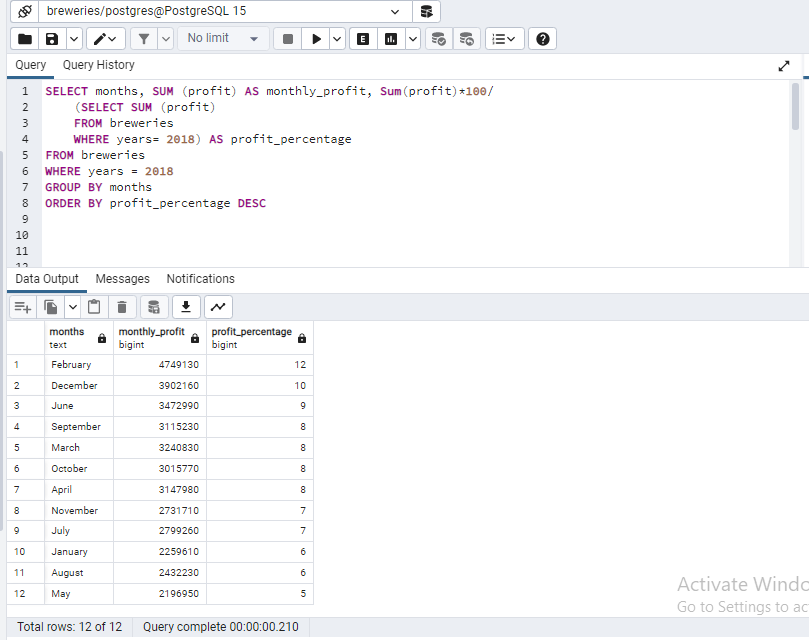 breweries/postgres@PostgreSQL 15
No limit
E
Query Query History
1 SELECT months, SUM (profit) AS monthly_profit, Sum(profit)*100/
2 (SELECT SUM (profit)
3 FROM breweries
4 WHERE years= 2018) AS profit_percentage
5 FROM breweries
6 WHERE years = 2018
7 GROUP BY months
8 ORDER BY profit_percentage DESC
9
10
11
12
Data Output Messages Notifications
months monthly_profit profit_percentage
text bigint bigint
1 February 4749130 12
2 December 3902160 10
3 June 3472990 9
4 September 3115230 8
5 March 3240830 8
6 October 3015770 8
7 April 3147980 8
8 November 2731710 7
9 July 2799260 7
10 January 2259610 6
11 August 2432230 6
12 May 2196950 5
Activate Windo
Go to Settings to ac
Total rows: 12 of 12 Query complete 00:00:00.210